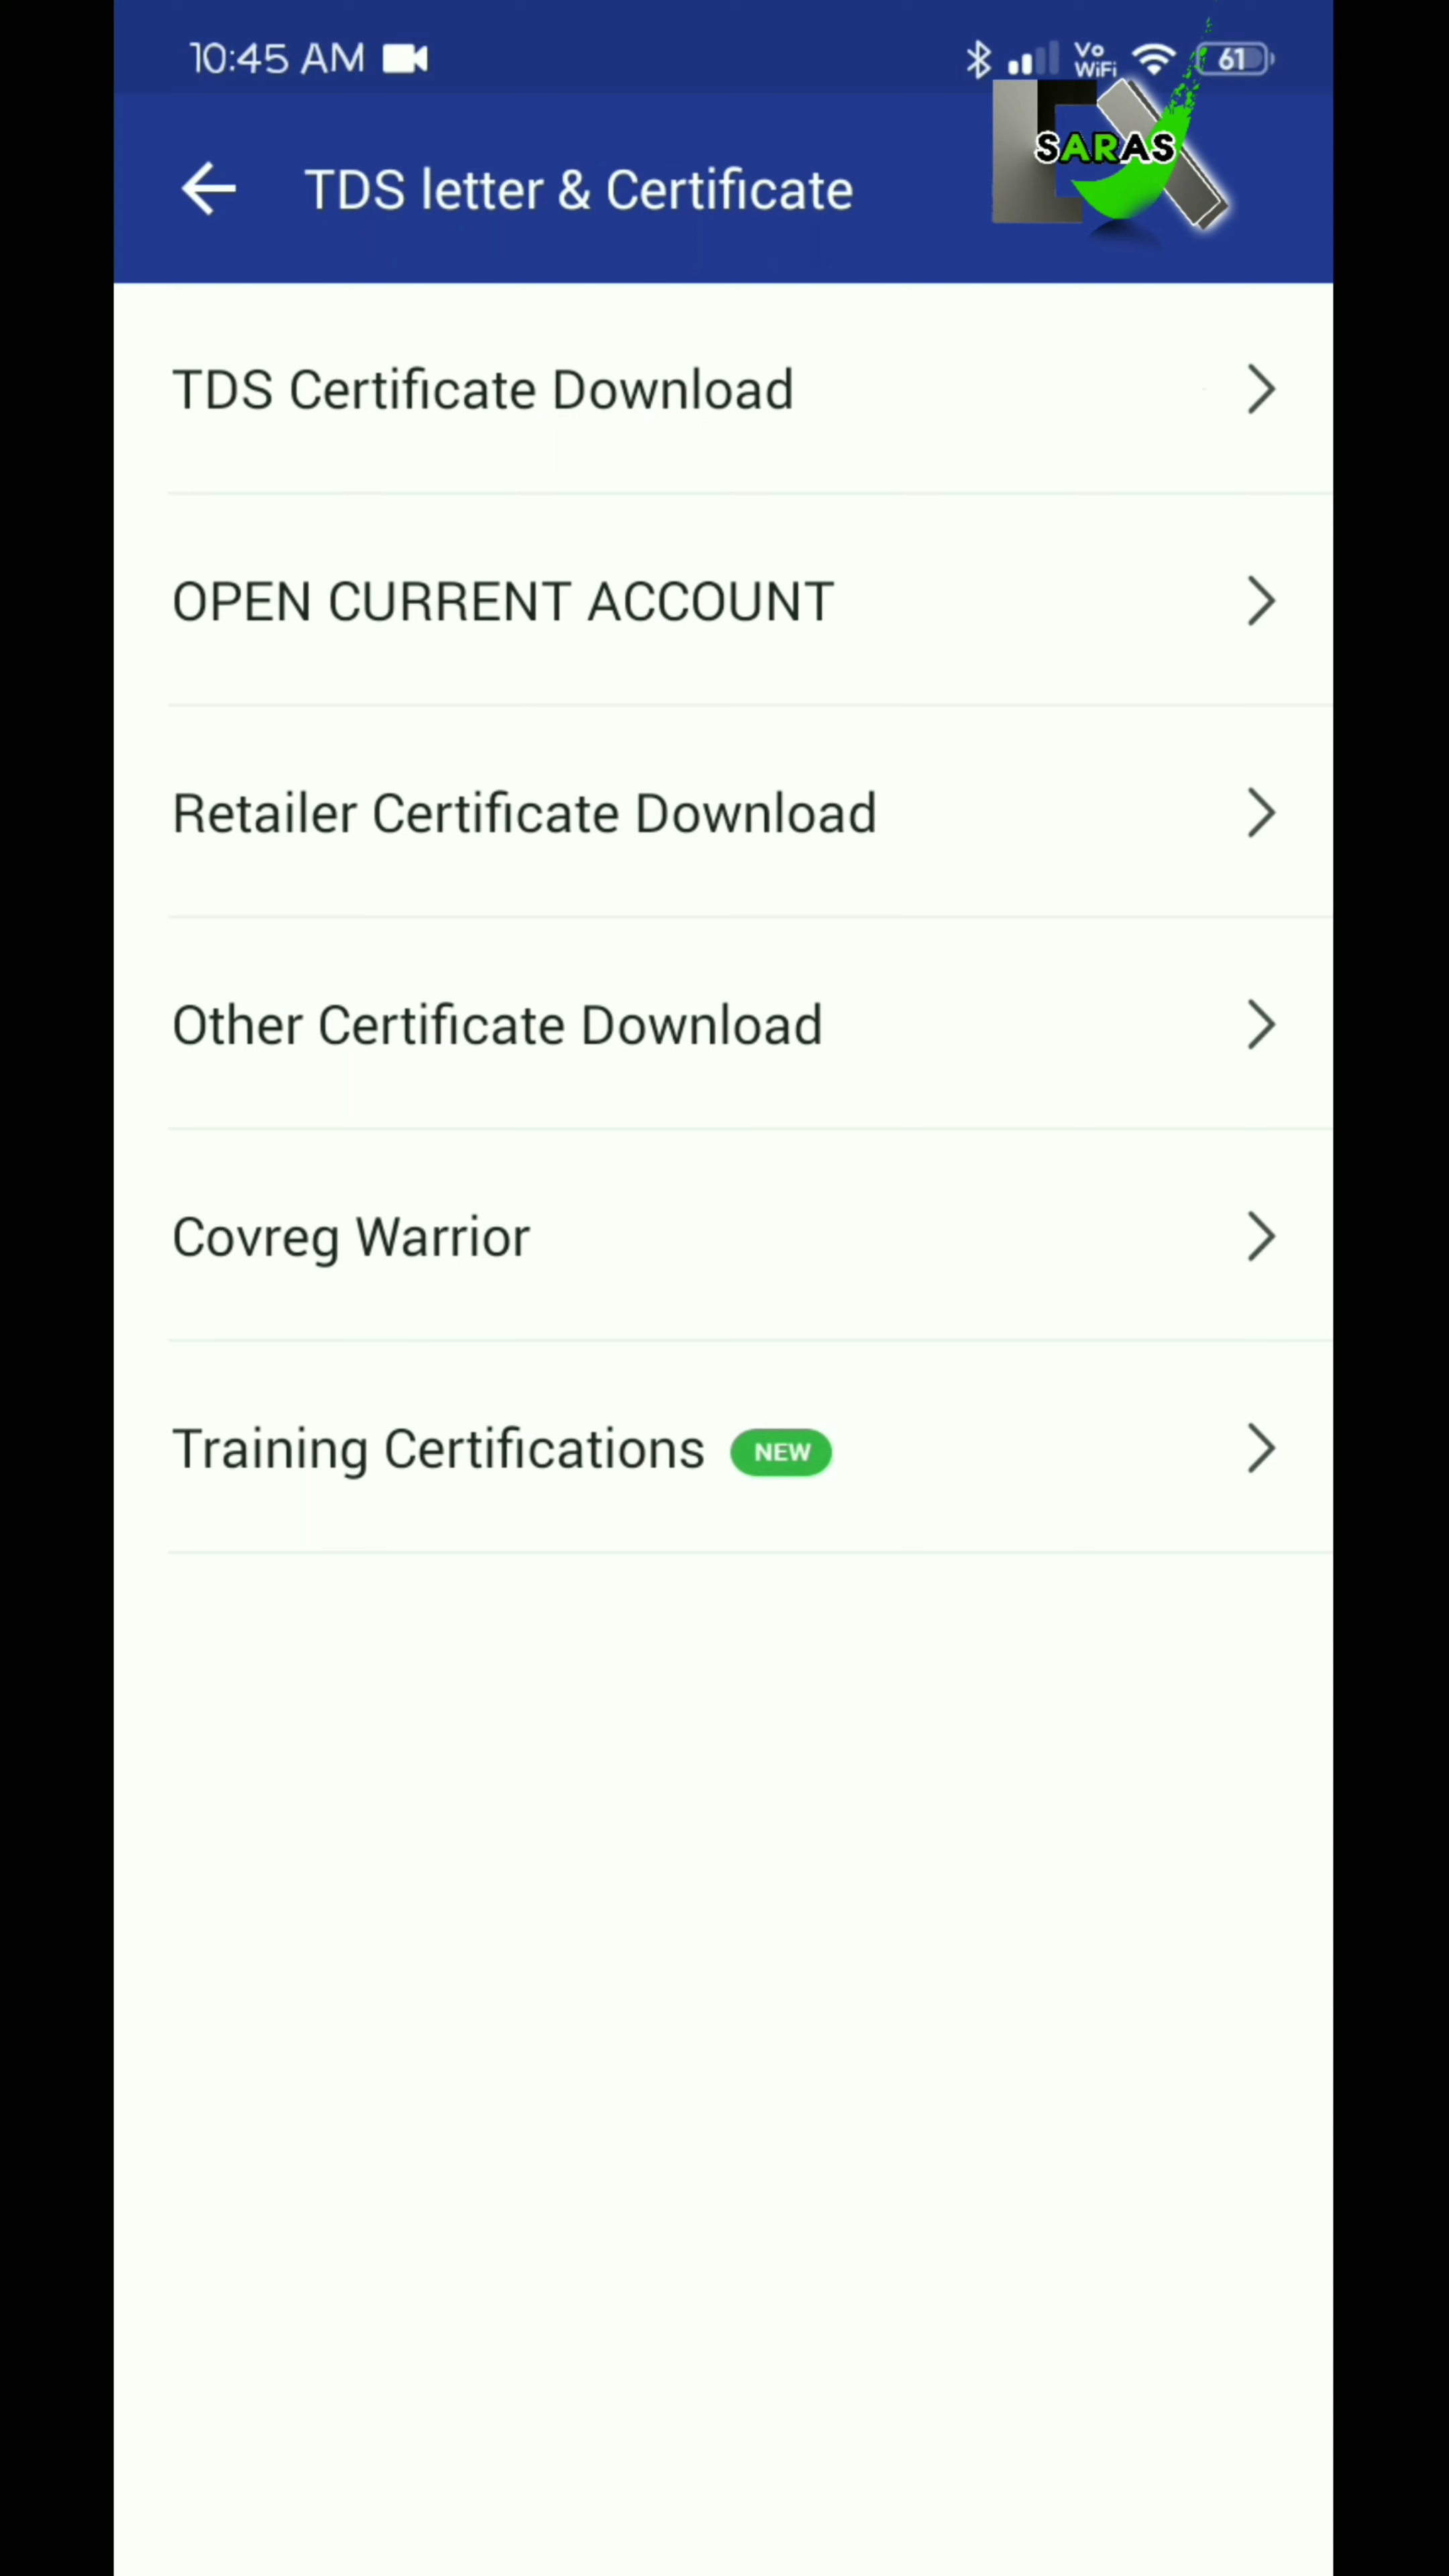 10:45 AM
Vo
WiFi
61
SARAS
TDS letter & Certificate
TDS Certificate Download
OPEN CURRENT ACCOUNT
Retailer Certificate Download
Other Certificate Download
Covreg Warrior
Training Certifications NEW